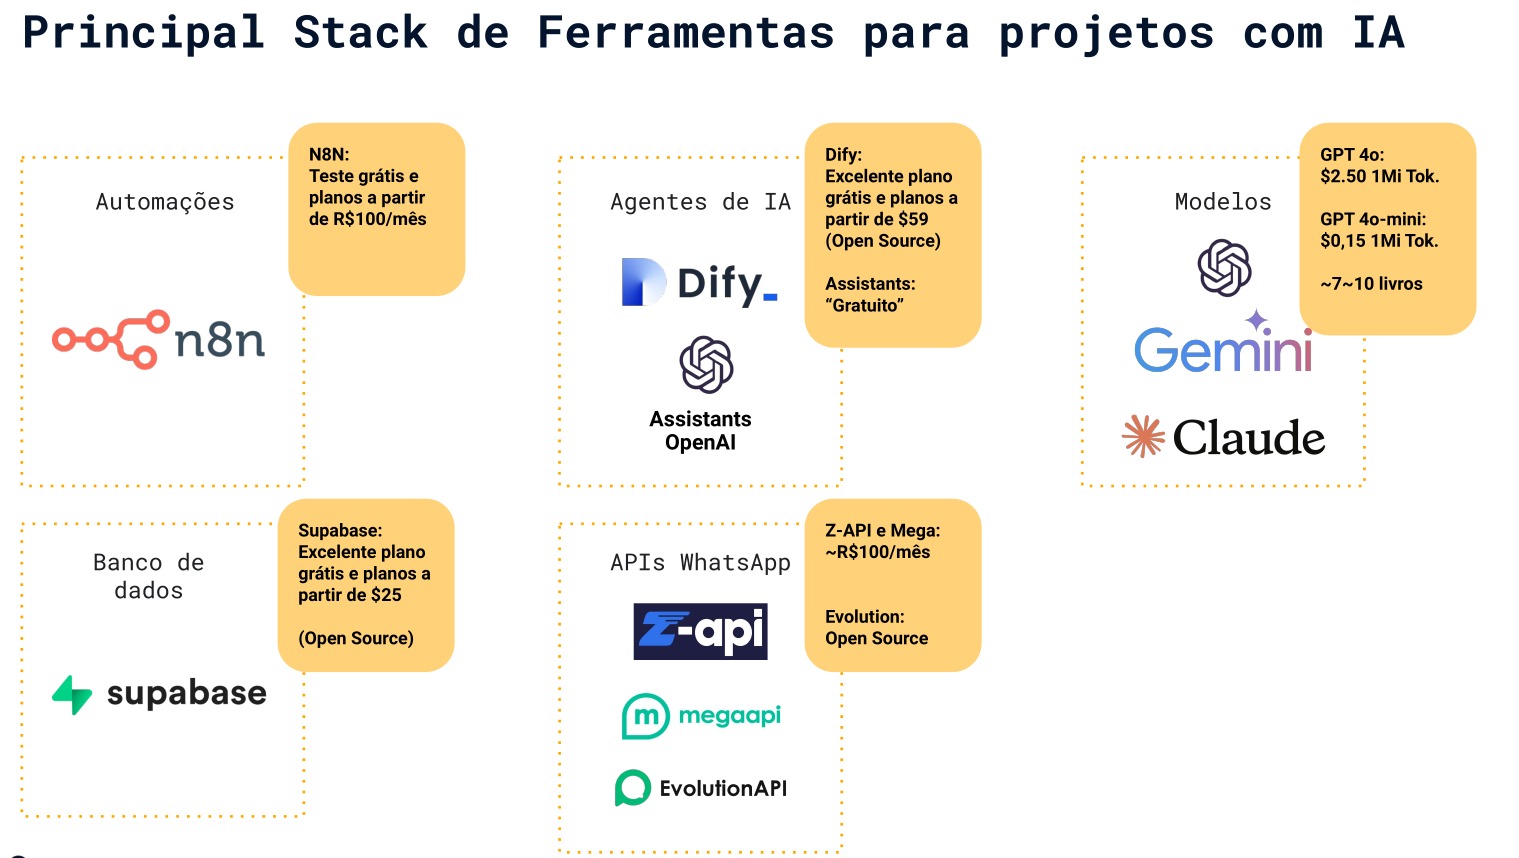 Principal Stack de Ferramentas para projetos com IA
Automações
N8N:
Teste grátis e
planos a partir
de R$100/mês
n8n
Agentes de IA
Dify:
Excelente plano
grátis e planos a
partir de $59
(Open Source)
Assistants:
“Gratuito”
Dify_
Assistants
OpenAI
Modelos
GPT 4o:
$2.50 1Mi Tok.
GPT 4o-mini:
$0,15 1Mi Tok.
~7~10 livros
Gemini
Claude
Banco de
dados
Supabase:
Excelente plano
grátis e planos a
partir de $25
(Open Source)
supabase
APIs WhatsApp
Z-API e Mega:
~R$100/mês
Evolution:
Open Source
Z-api
m megaapi
EvolutionAPI